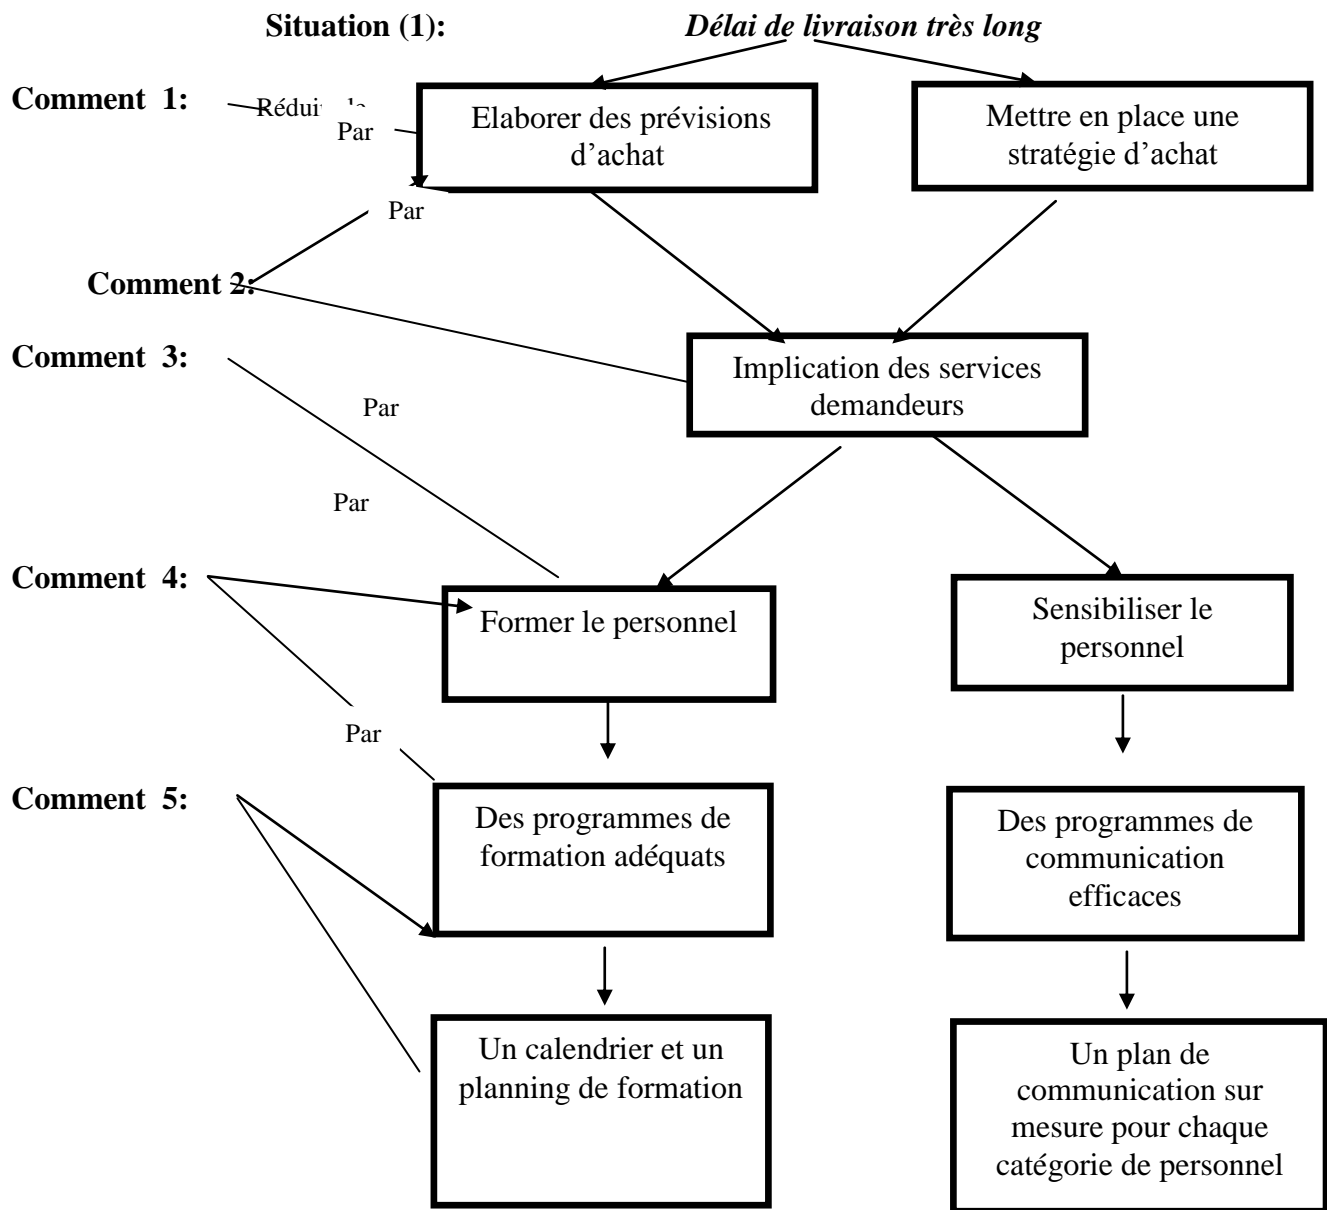 Situation (1): Délai de livraison très long
Comment 1:
Par
Elaborer des prévisions
d’achat
Mettre en place une
stratégie d’achat
Par
Comment 2:
Comment 3:
Implication des services
demandeurs
Par
Par
Comment 4:
Former le personnel
Sensibiliser le
personnel
Par
Comment 5:
Des programmes de
formation adéquats
Des programmes de
communication
efficaces
Un calendrier et un
planning de formation
Un plan de
communication sur
mesure pour chaque
catégorie de personnel